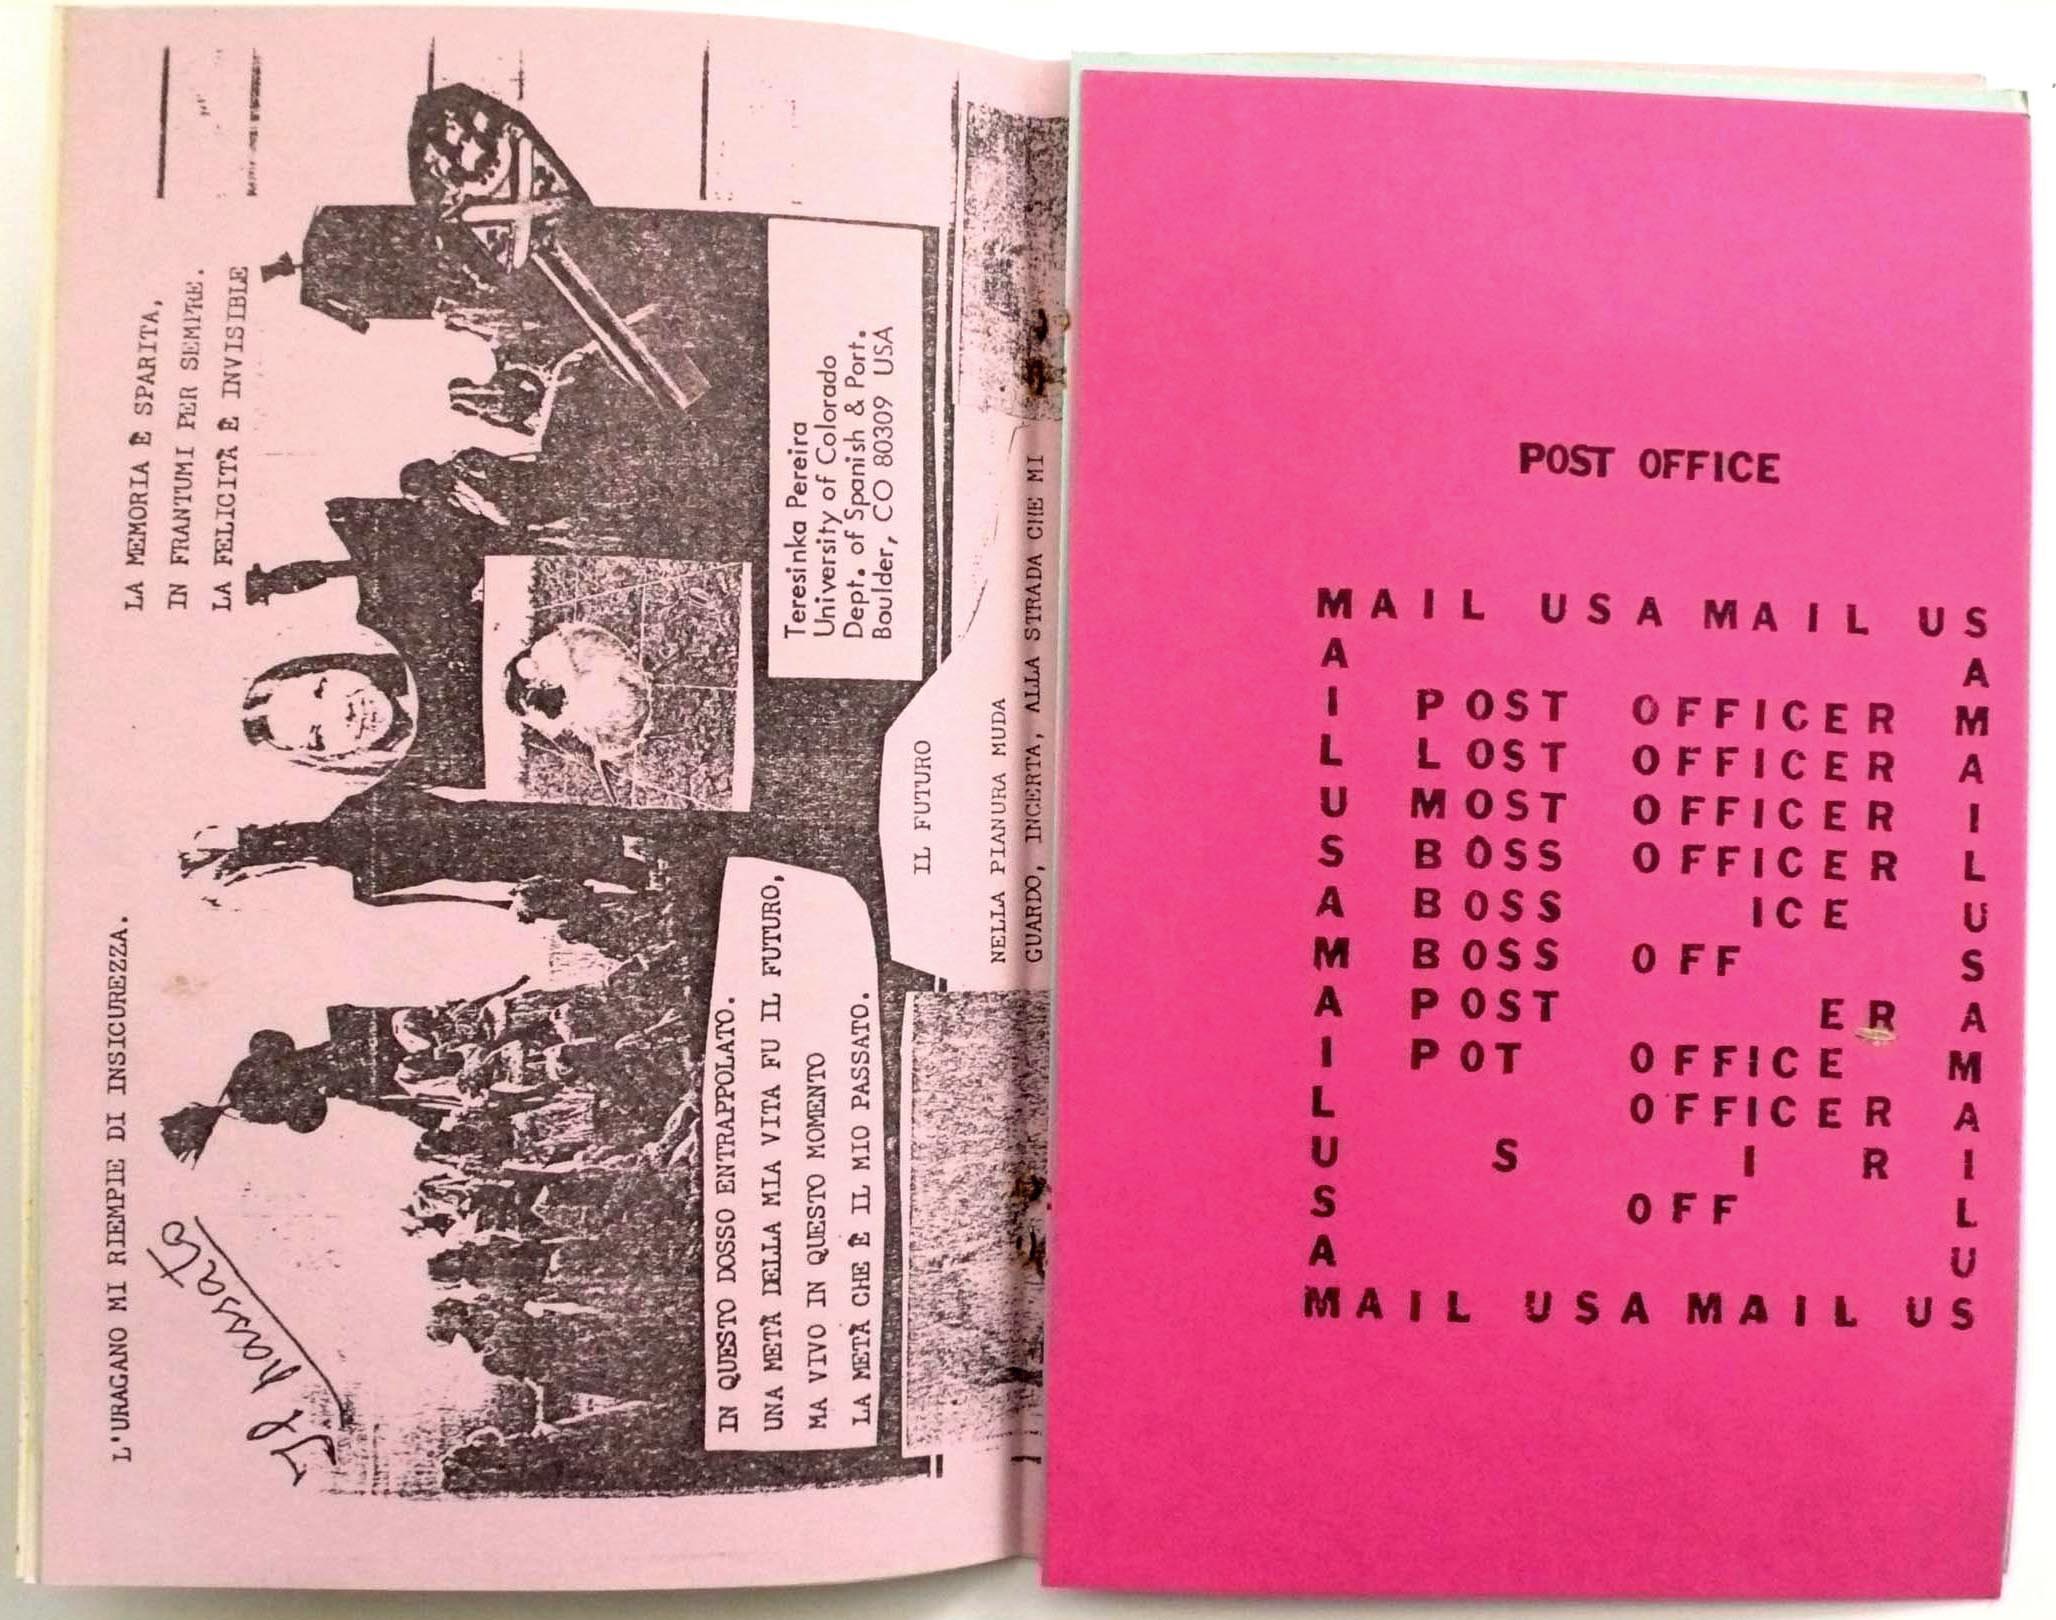 L'URAGANO MI RIEMPIE DI INSICUREZZA.
LA MEMORIA È SPARITA,
IN FRANTUMI PER SEMPRE.
LA FELICITÀ È INVISIBLE
Il passato
IN QUESTO DOSSO ENTRAPPOLATO.
UNA METÀ DELLA MIA VITA FU IL FUTURO,
MA VIVO IN QUESTO MOMENTO
LA METÀ CHE È IL MIO PASSATO.
Teresinka Pereira
University of Colorado
Dept. of Spanish & Port.
Boulder, CO 80309 USA
IL FUTURO
NELLA PIANURA MUDA
GUARDO, INCERTA, ALLA STRADA CHE MI
POST OFFICE
MAIL USA MAIL US
A A
I POST OFFICER M
L LOST OFFICER A
U MOST OFFICER I
S BOSS OFFICER L
A BOSS ICE U
M BOSS OFF S
A POST ER A
I POT OFFICE M
L OFFICER A
U S I R I
S OFF L
A U
MAIL USA MAIL US